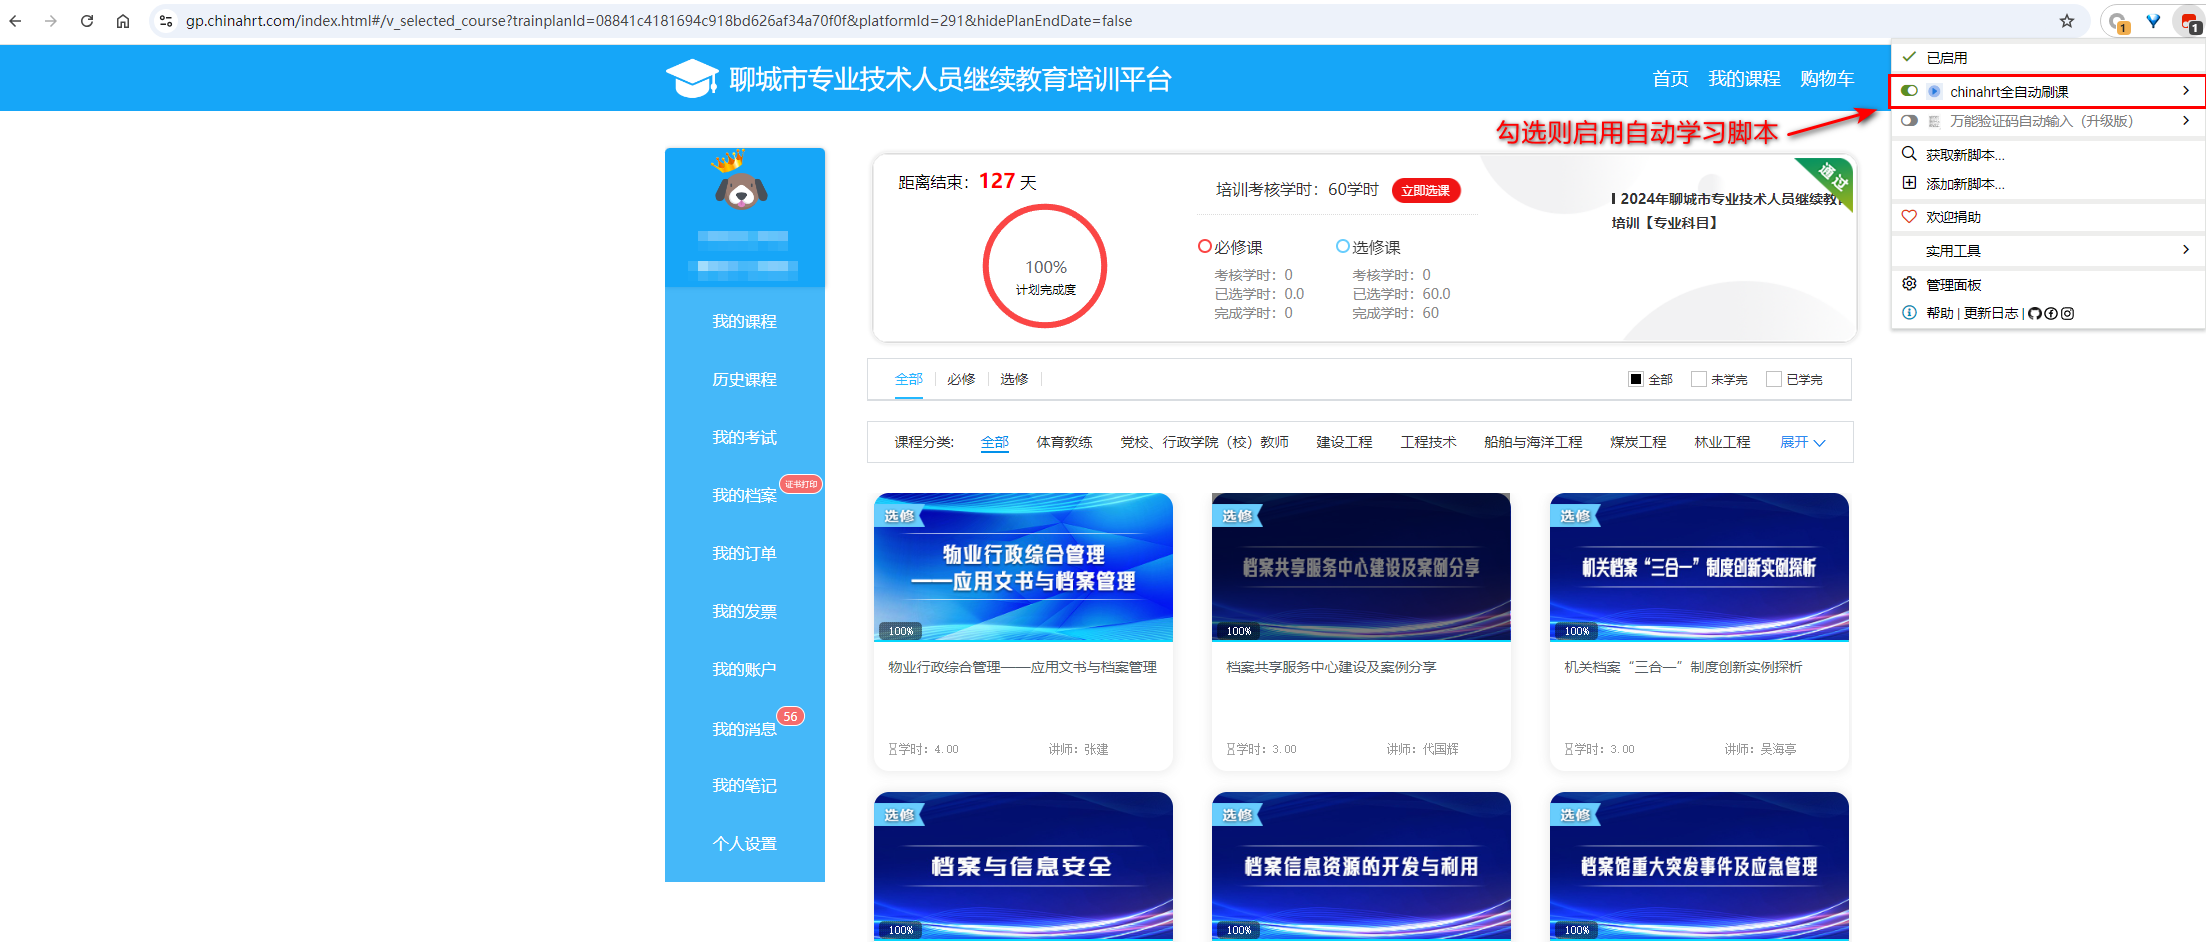 gp.chinahrt.com/index.html#/v_selected_course?trainplanId=08841c4181694c918bd626af34a70f0f&platformId=291&hidePlanEndDate=false
1
1
聊城市专业技术人员继续教育培训平台
首页 我的课程 购物车
已启用
chinahrt全自动刷课
万能验证码自动输入（升级版）
获取新脚本...
添加新脚本...
欢迎捐助
实用工具
管理面板
帮助 | 更新日志 |
勾选则启用自动学习脚本
我的课程
历史课程
我的考试
我的档案
证书打印
我的订单
我的发票
我的账户
我的消息
56
我的笔记
个人设置
距离结束：127 天
100%
计划完成度
培训考核学时：60学时 立即选课
必修课
考核学时：0
已选学时：0.0
完成学时：0
选修课
考核学时：0
已选学时：60.0
完成学时：60
通过
2024年聊城市专业技术人员继续教育
培训【专业科目】
全部 必修 选修
全部 未学完 已学完
课程分类: 全部 体育教练 党校、行政学院（校）教师 建设工程 工程技术 船舶与海洋工程 煤炭工程 林业工程 展开
选修
物业行政综合管理
——应用文书与档案管理
100%
物业行政综合管理——应用文书与档案管理
学时：4.00 讲师：张建
选修
档案共享服务中心建设及案例分享
100%
档案共享服务中心建设及案例分享
学时：3.00 讲师：代国辉
选修
机关档案“三合一”制度创新实例探析
100%
机关档案“三合一”制度创新实例探析
学时：3.00 讲师：吴海亭
选修
档案与信息安全
100%
选修
档案信息资源的开发与利用
100%
选修
档案馆重大突发事件及应急管理
100%